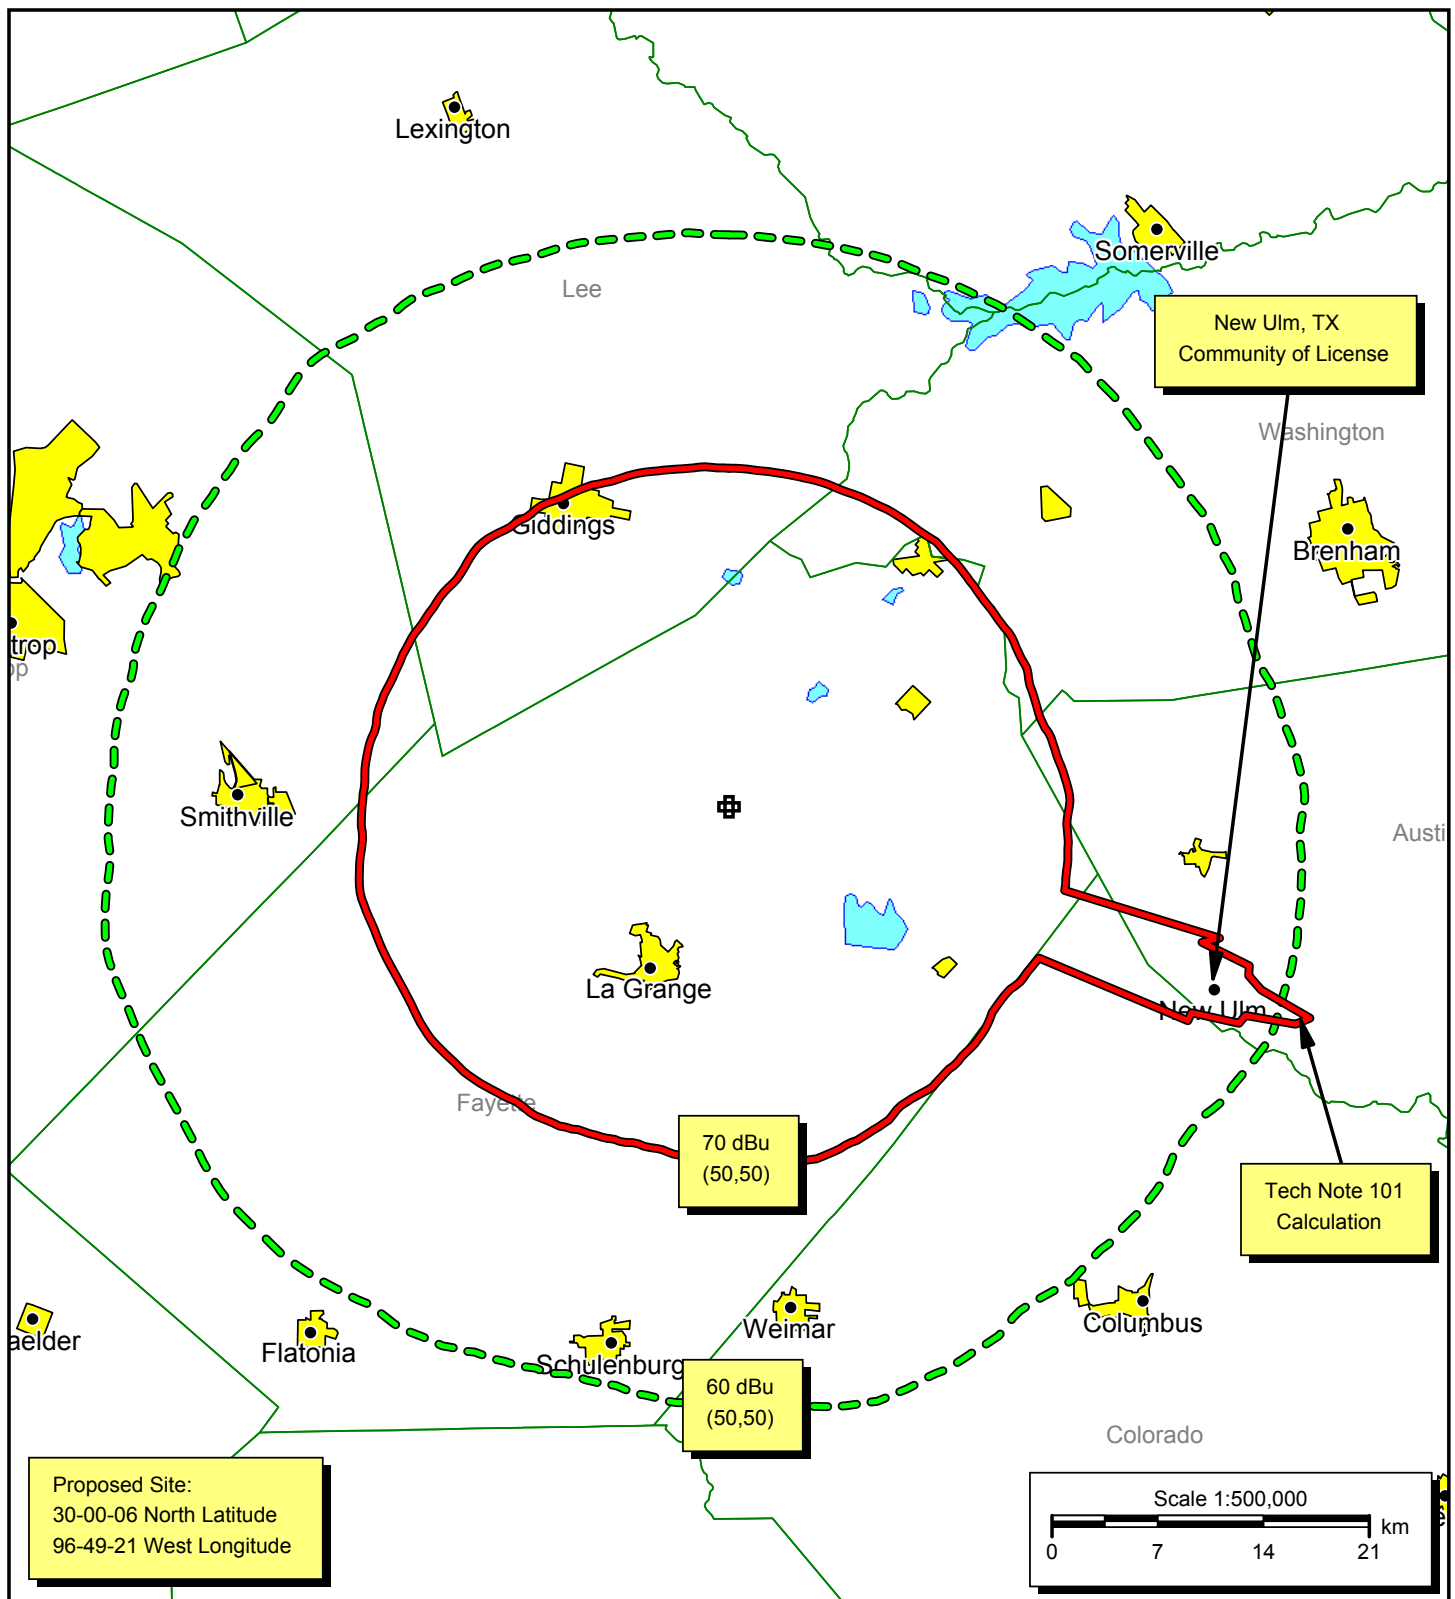 Lexington
Somerville
Lee
New Ulm, TX
Community of License
Washington
Giddings
Brenham
trop
op
Smithville
Austi
La Grange
New Ulm
Fayette
70 dBu
(50,50)
Tech Note 101
Calculation
aelder
Flatonia
Schulenburg
Weimar
Columbus
60 dBu
(50,50)
Colorado
Proposed Site:
30-00-06 North Latitude
96-49-21 West Longitude
Scale 1:500,000
km
0 7 14 21